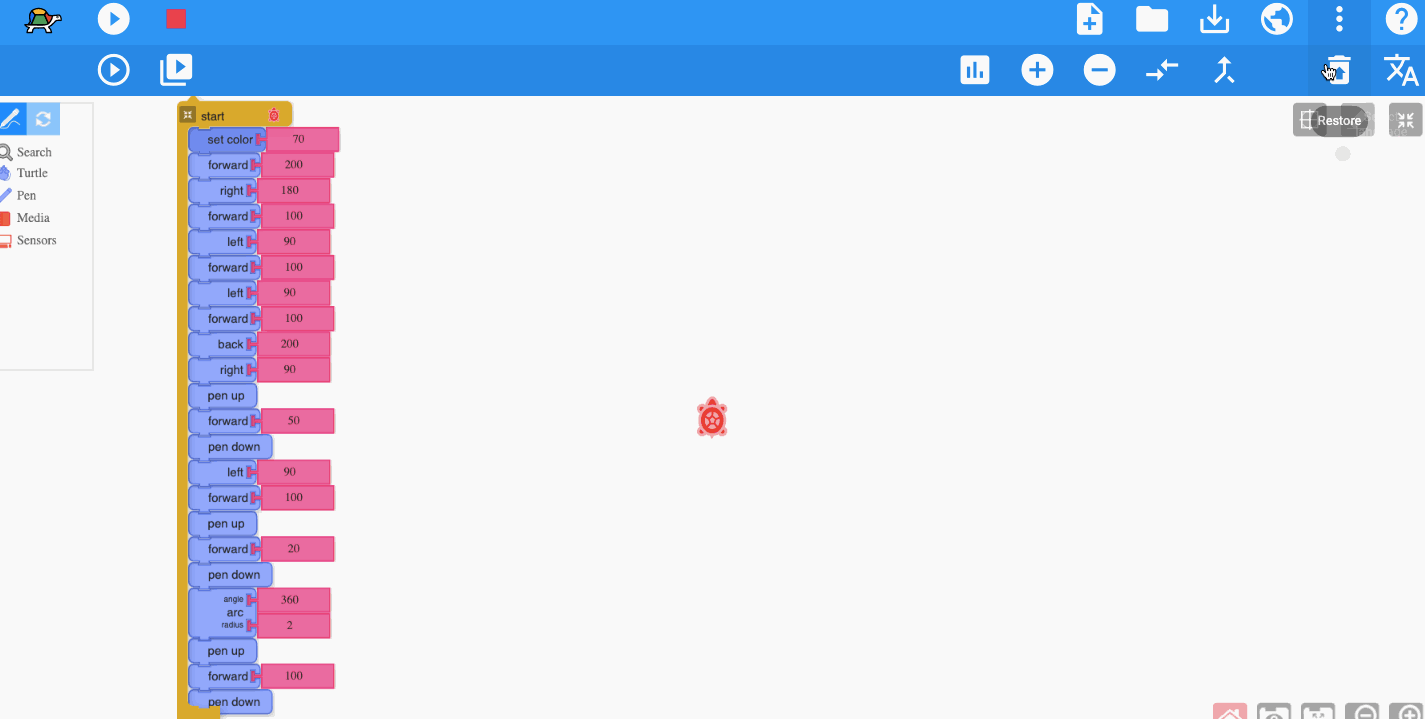 start
set color 70
forward 200
right 180
forward 100
left 90
forward 100
left 90
forward 100
back 200
right 90
pen up
forward 50
pen down
left 90
forward 100
pen up
forward 20
pen down
angle 360
arc
radius 2
pen up
forward 100
pen down
Search
Turtle
Pen
Media
Sensors
Restore